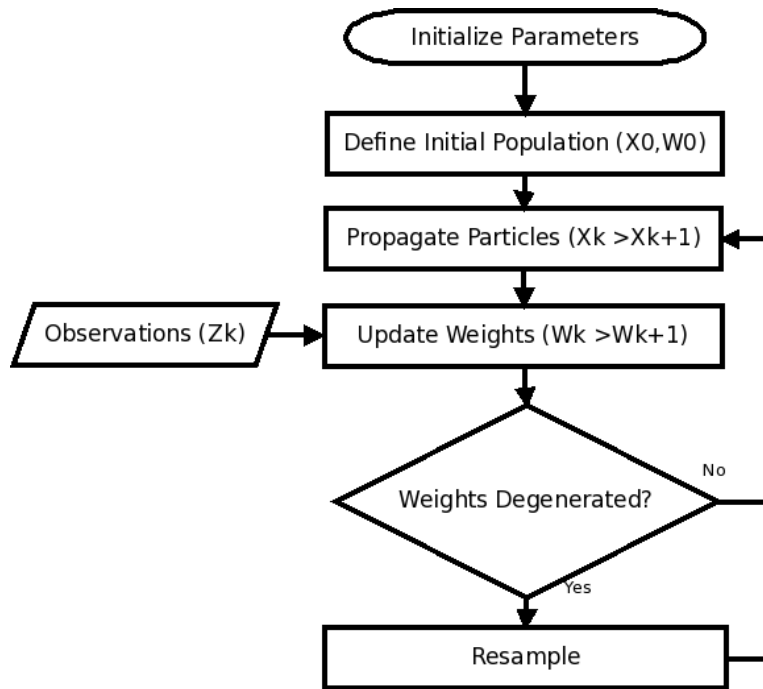 Initialize Parameters
Define Initial Population (X0,W0)
Propagate Particles (Xk >Xk+1)
Observations (Zk)
Update Weights (Wk >Wk+1)
No
Weights Degenerated?
Yes
Resample